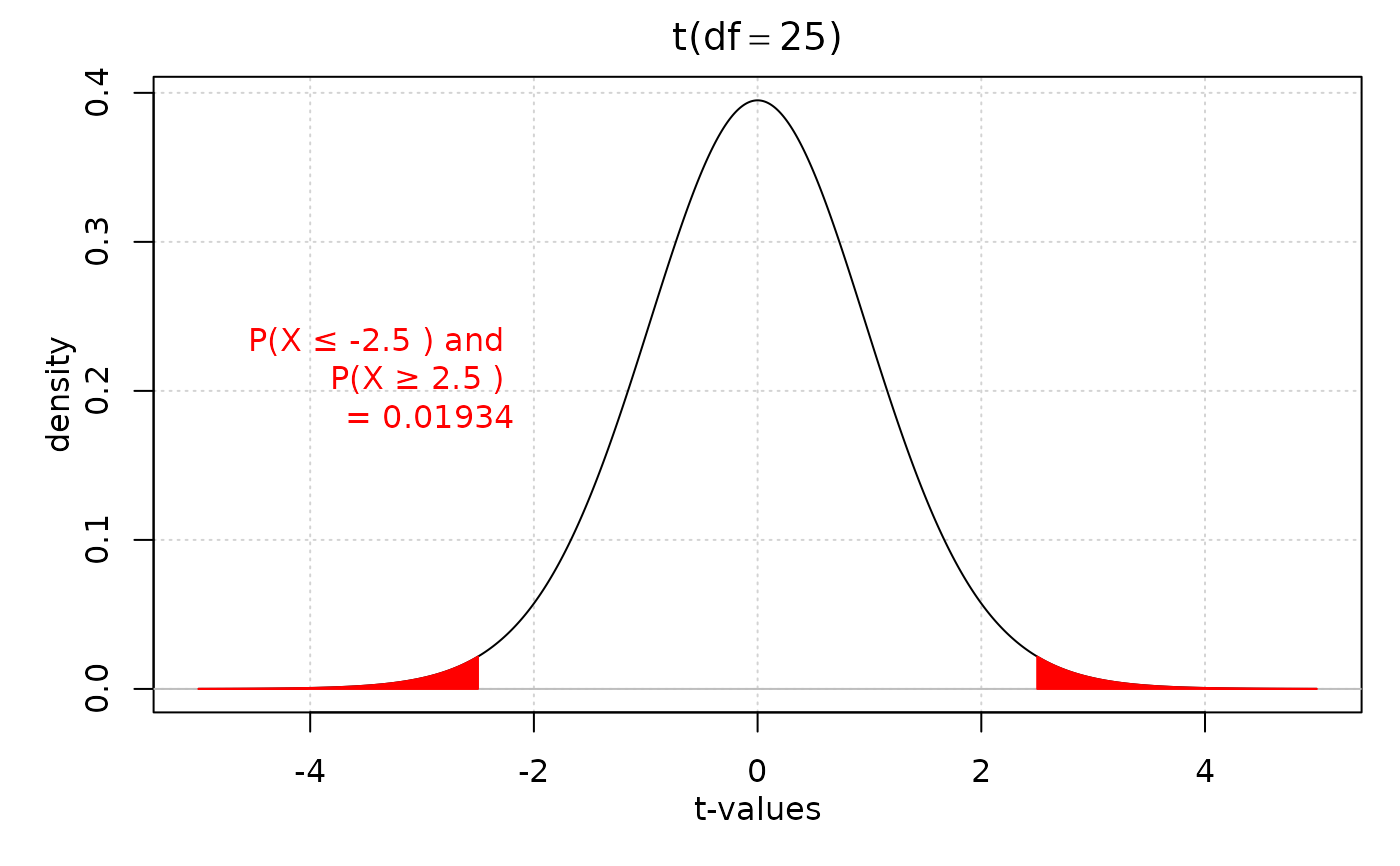 t(df = 25)
density
0.4
0.3
0.2
0.1
0.0
P(X ≤ -2.5 ) and
P(X ≥ 2.5 )
= 0.01934
-4 -2 0 2 4
t-values